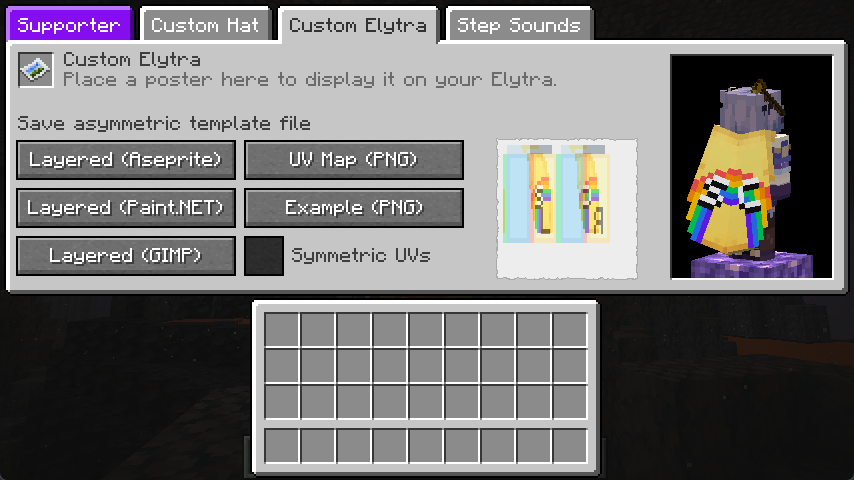 Supporter
Custom Hat
Custom Elytra
Step Sounds
Custom Elytra
Place a poster here to display it on your Elytra.
Save asymmetric template file
Layered (Aseprite)
UV Map (PNG)
Layered (Paint.NET)
Example (PNG)
Layered (GIMP)
Symmetric UVs